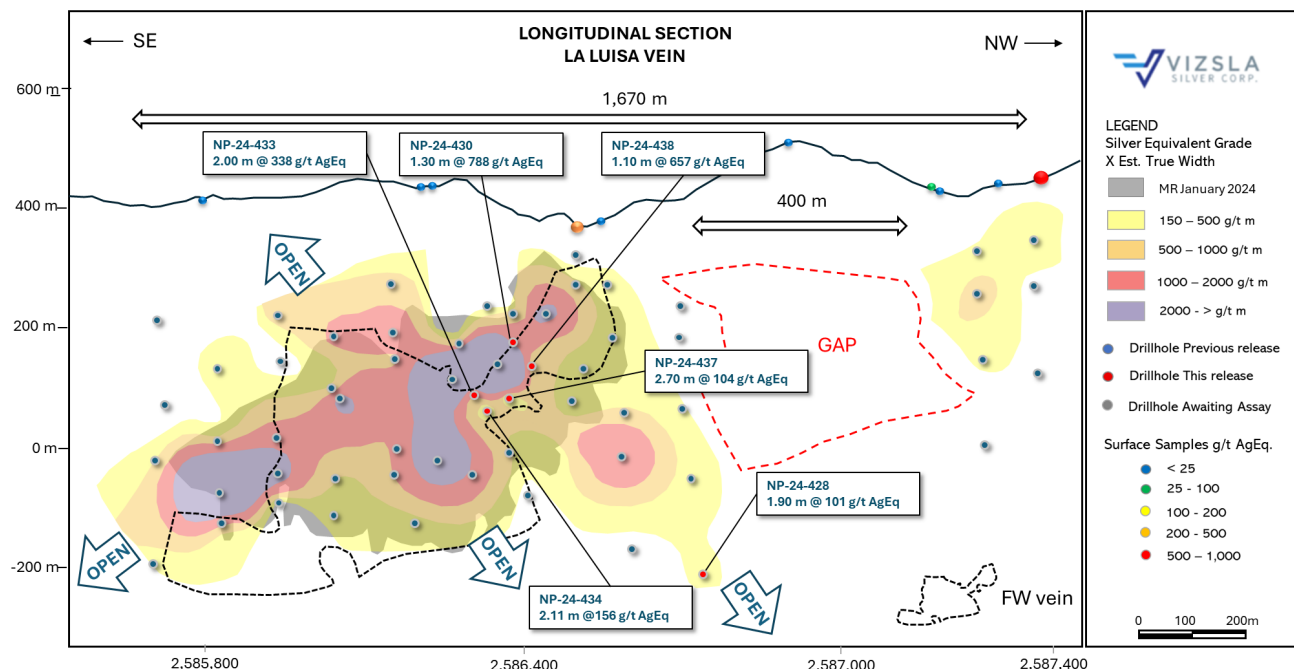 SE
LONGITUDINAL SECTION
LA LUISA VEIN
NW
600 m
1,670 m
NP-24-433
2.00 m @ 338 g/t AgEq
NP-24-430
1.30 m @ 788 g/t AgEq
NP-24-438
1.10 m @ 657 g/t AgEq
400 m
400 m
OPEN
200 m
GAP
NP-24-437
2.70 m @ 104 g/t AgEq
0 m
NP-24-428
1.90 m @ 101 g/t AgEq
-200 m
OPEN
OPEN
OPEN
NP-24-434
2.11 m @156 g/t AgEq
FW vein
2,585,800
2,586,400
2,587,000
2,587,400
VIZSLA
SILVER CORP.
LEGEND
Silver Equivalent Grade
X Est. True Width
MR January 2024
150 – 500 g/t m
500 – 1000 g/t m
1000 – 2000 g/t m
2000 - > g/t m
Drillhole Previous release
Drillhole This release
Drillhole Awaiting Assay
Surface Samples g/t AgEq.
< 25
25 - 100
100 - 200
200 - 500
500 – 1,000
0 100 200m